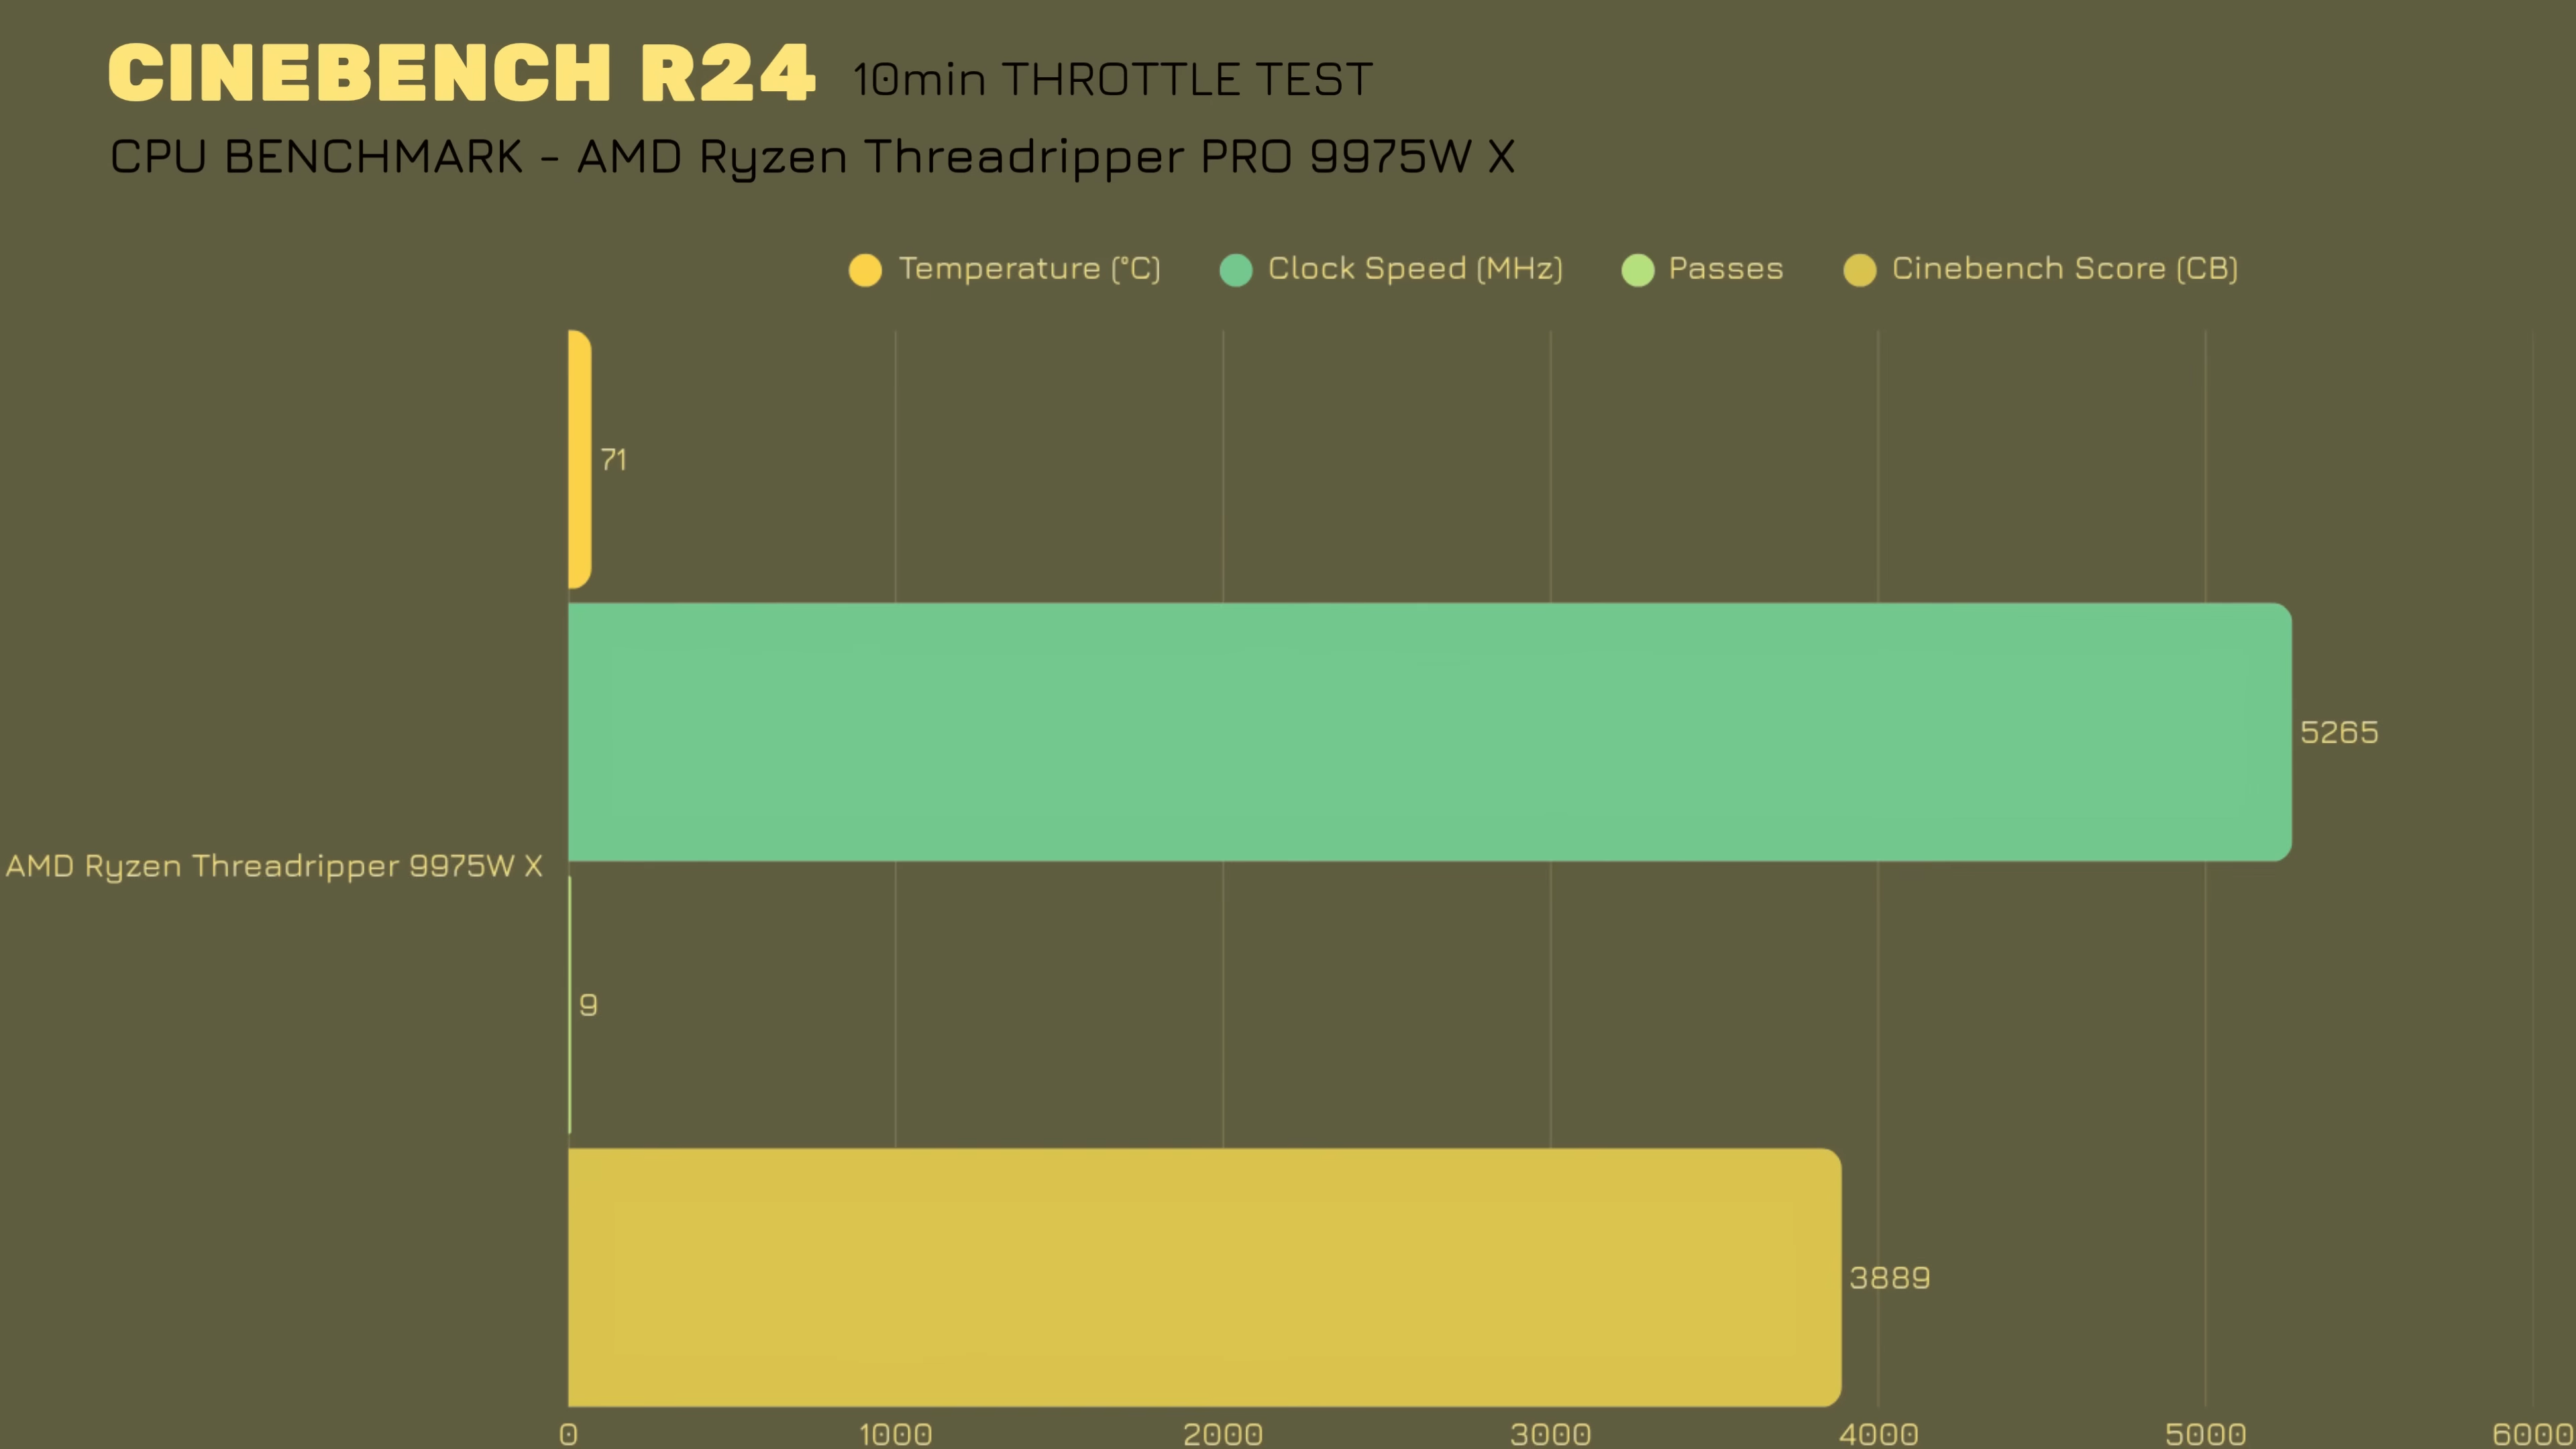 CINEBENCH R24 10min THROTTLE TEST
CPU BENCHMARK - AMD Ryzen Threadripper PRO 9975W X
Temperature (°C) Clock Speed (MHz) Passes Cinebench Score (CB)
71
5265
AMD Ryzen Threadripper 9975W X
9
3889
0 1000 2000 3000 4000 5000 6000